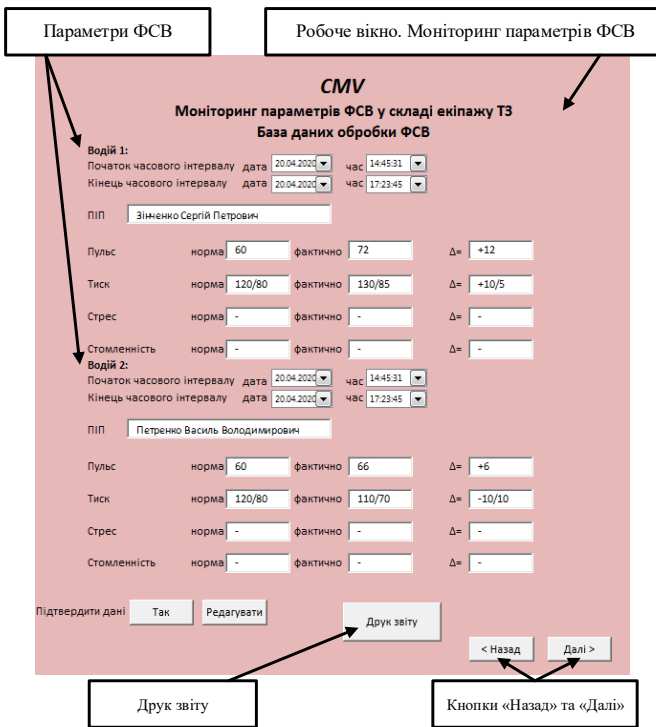 Параметри ФСВ
Робоче вікно. Моніторинг параметрів ФСВ
CMV
Моніторинг параметрів ФСВ у складі екіпажу ТЗ
База даних обробки ФСВ
Водій 1:
Початок часового інтервалу дата 20.04.2020 час 14:45:31
Кінець часового інтервалу дата 20.04.2020 час 17:23:45
ПІП Зінченко Сергій Петрович
Пульс норма 60 фактично 72 Δ= +12
Тиск норма 120/80 фактично 130/85 Δ= +10/5
Стрес норма - фактично - Δ= -
Стомленність норма - фактично - Δ= -
Водій 2:
Початок часового інтервалу дата 20.04.2020 час 14:45:31
Кінець часового інтервалу дата 20.04.2020 час 17:23:45
ПІП Петренко Василь Володимирович
Пульс норма 60 фактично 66 Δ= +6
Тиск норма 120/80 фактично 110/70 Δ= -10/10
Стрес норма - фактично - Δ= -
Стомленність норма - фактично - Δ= -
Підтвердити дані Так Редагувати
Друк звіту
< Назад Далі >
Друк звіту
Кнопки «Назад» та «Далі»